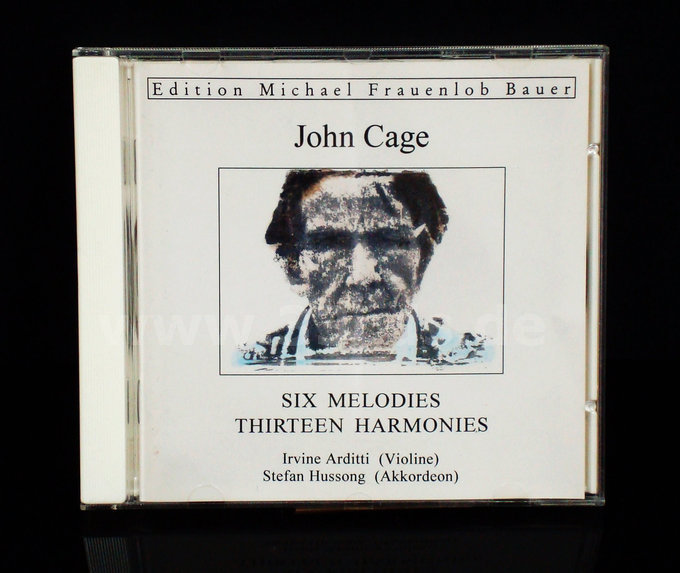 Edition Michael Frauenlob Bauer
John Cage
SIX MELODIES
THIRTEEN HARMONIES
Irvine Arditti (Violine)
Stefan Hussong (Akkordeon)